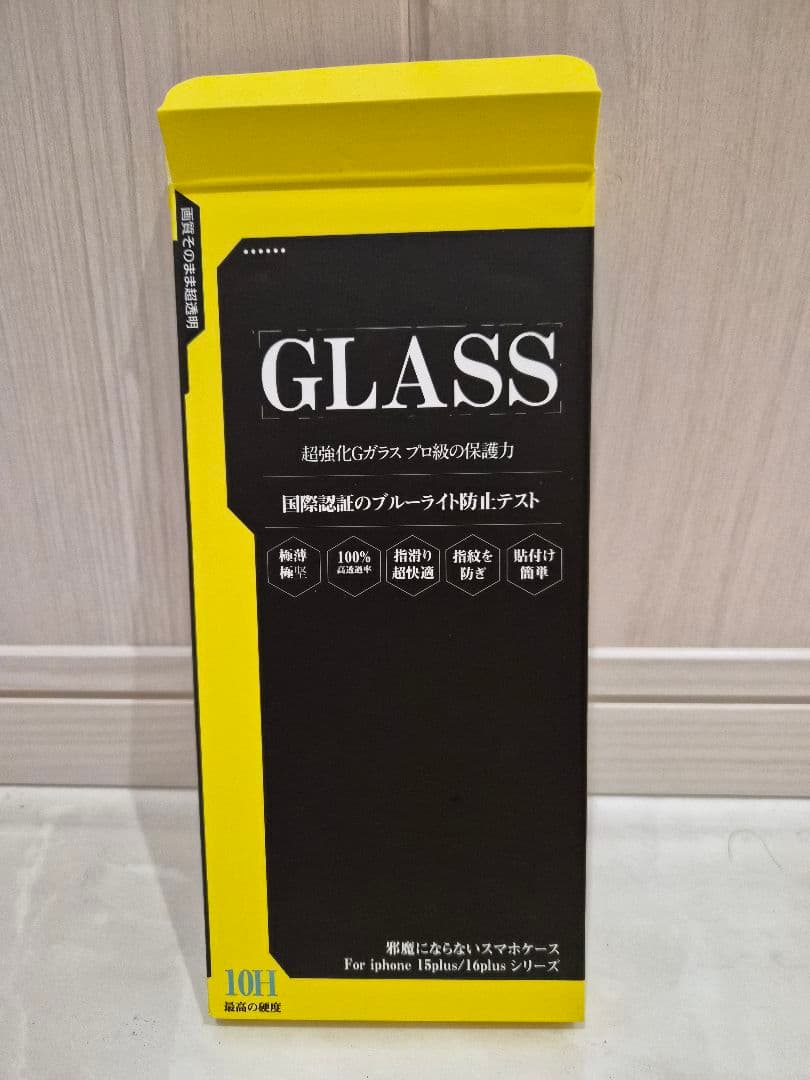 画質そのまま超透明
GLASS
超強化Gガラス プロ級の保護力
国際認証のブルーライト防止テスト
極薄
極坚
100%
高透過率
指滑り
超快適
指紋を
防ぎ
貼付け
簡単
邪魔にならないスマホケース
For iphone 15plus/16plus シリーズ
10H
最高の硬度